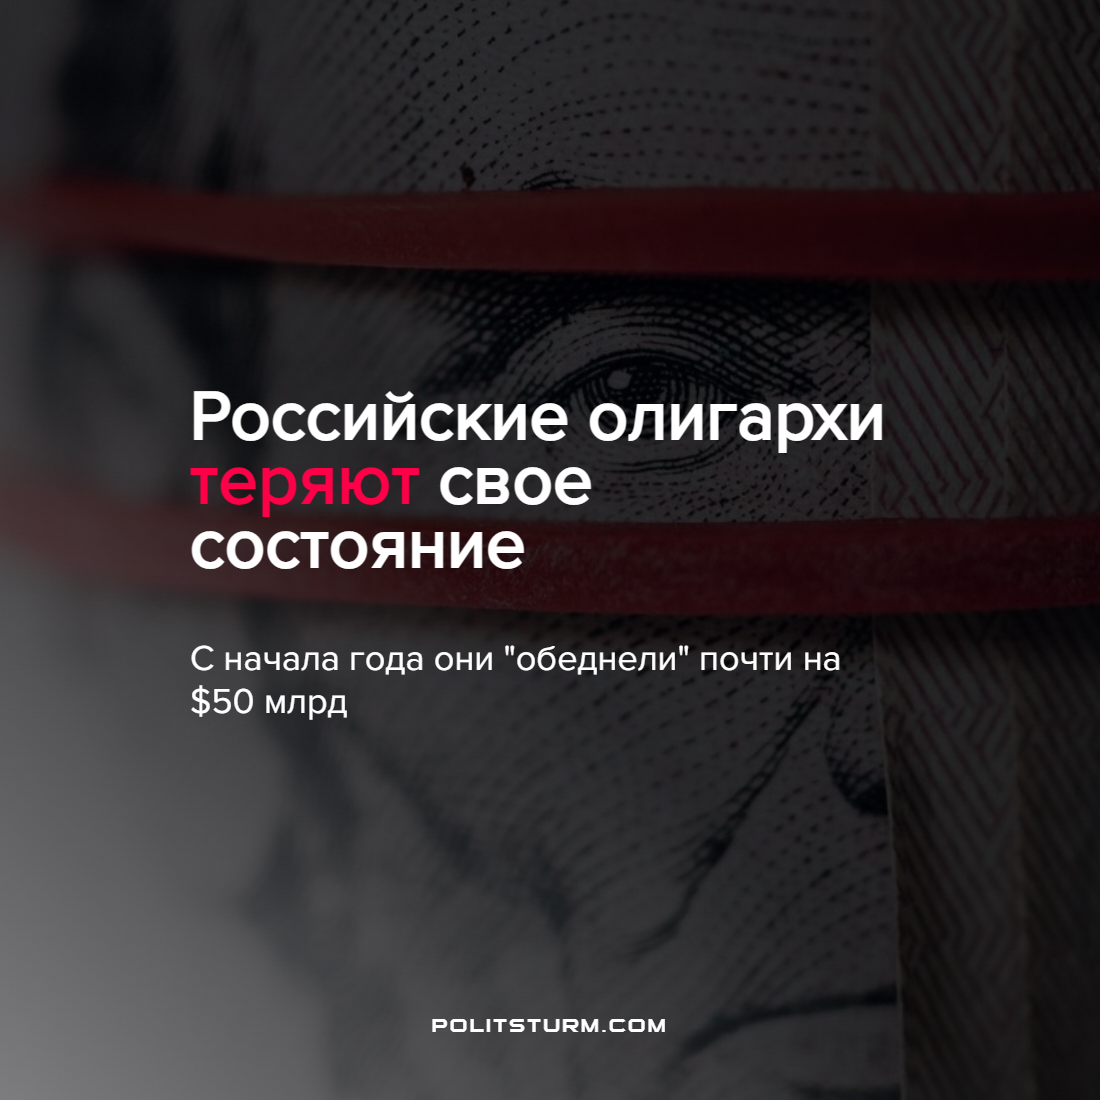 Российские олигархи
теряют свое
состояние
С начала года они "обеднели" почти на
$50 млрд
POLITSTURM.COM